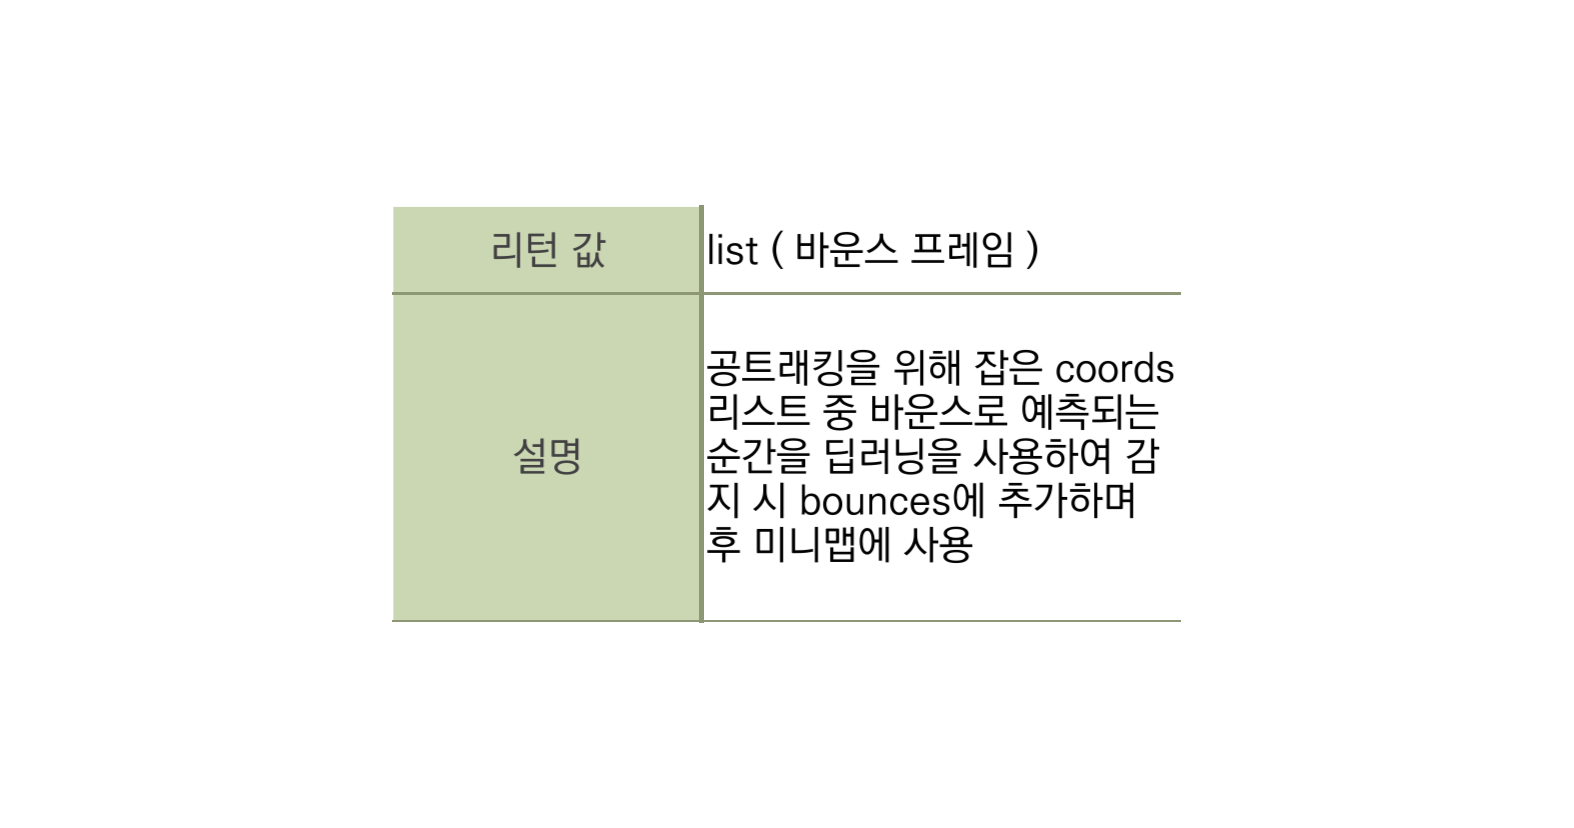 리턴 값
list ( 바운스 프레임 )
설명
공트래킹을 위해 잡은 coords
리스트 중 바운스로 예측되는
순간을 딥러닝을 사용하여 감
지 시 bounces에 추가하며
후 미니맵에 사용